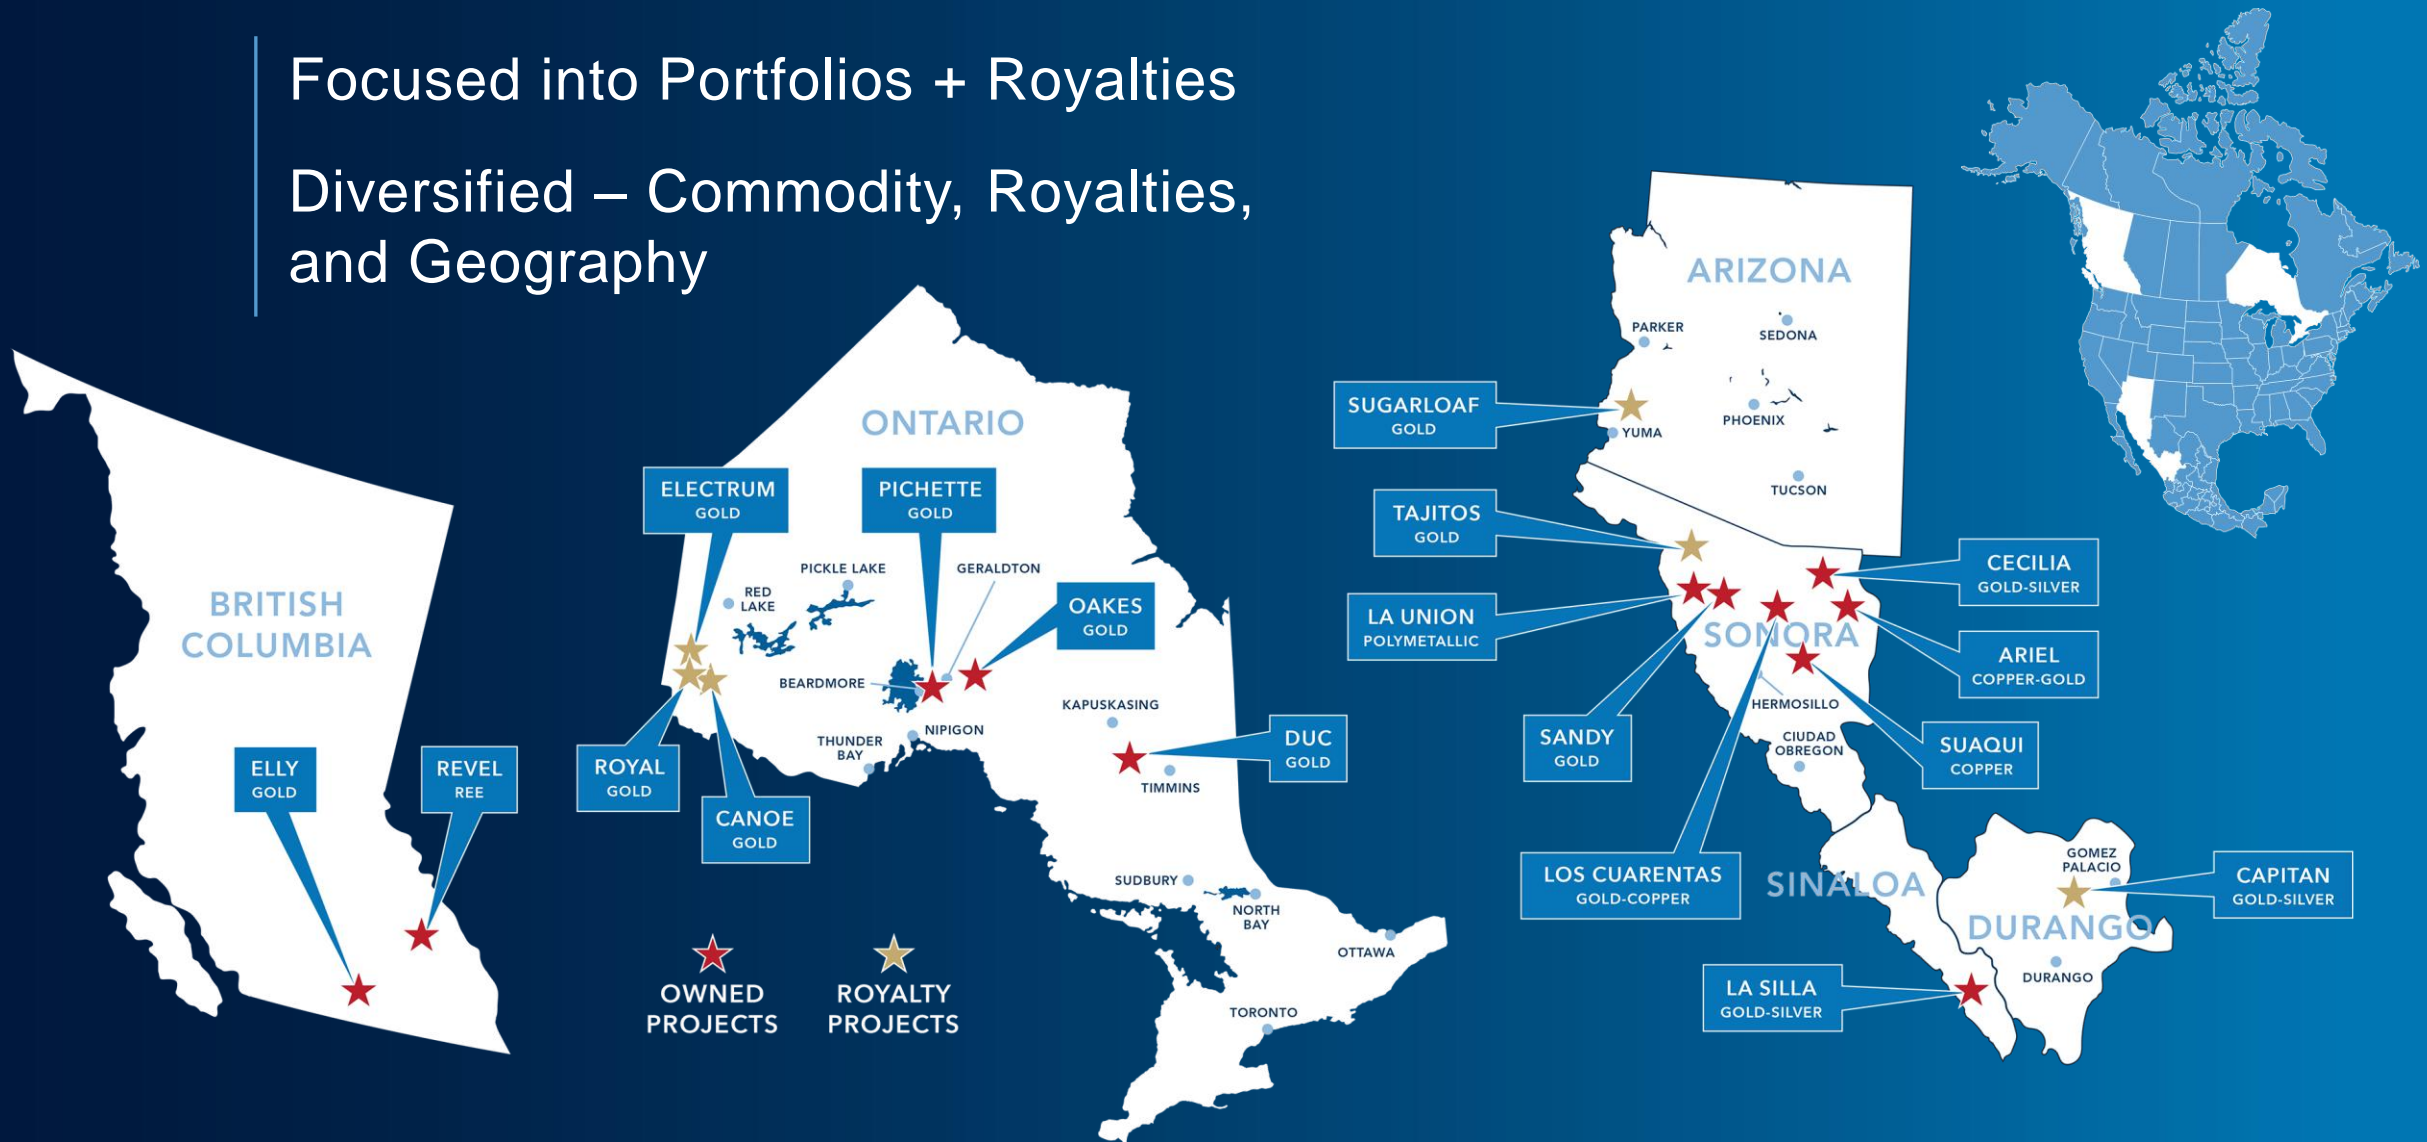 Focused into Portfolios + Royalties
Diversified – Commodity, Royalties,
and Geography
BRITISH
COLUMBIA
ELLY
GOLD
REVEL
REE
ONTARIO
ELECTRUM
GOLD
PICHETTE
GOLD
PICKLE LAKE
GERALDTON
RED
LAKE
OAKES
GOLD
BEARDMORE
KAPUSKASING
NIPIGON
THUNDER
BAY
ROYAL
GOLD
CANOE
GOLD
DUC
GOLD
TIMMINS
SUDBURY
NORTH
BAY
OTTAWA
TORONTO
OWNED
PROJECTS
ROYALTY
PROJECTS
ARIZONA
PARKER
SEDONA
SUGARLOAF
GOLD
YUMA
PHOENIX
TUCSON
TAJITOS
GOLD
CECILIA
GOLD-SILVER
LA UNION
POLYMETALLIC
SONORA
ARIEL
COPPER-GOLD
HERMOSILLO
SANDY
GOLD
CIUDAD
OBREGON
SUAQUI
COPPER
LOS CUARENTAS
GOLD-COPPER
SINALOA
GOMEZ
PALACIO
CAPITAN
GOLD-SILVER
DURANGO
DURANGO
LA SILLA
GOLD-SILVER